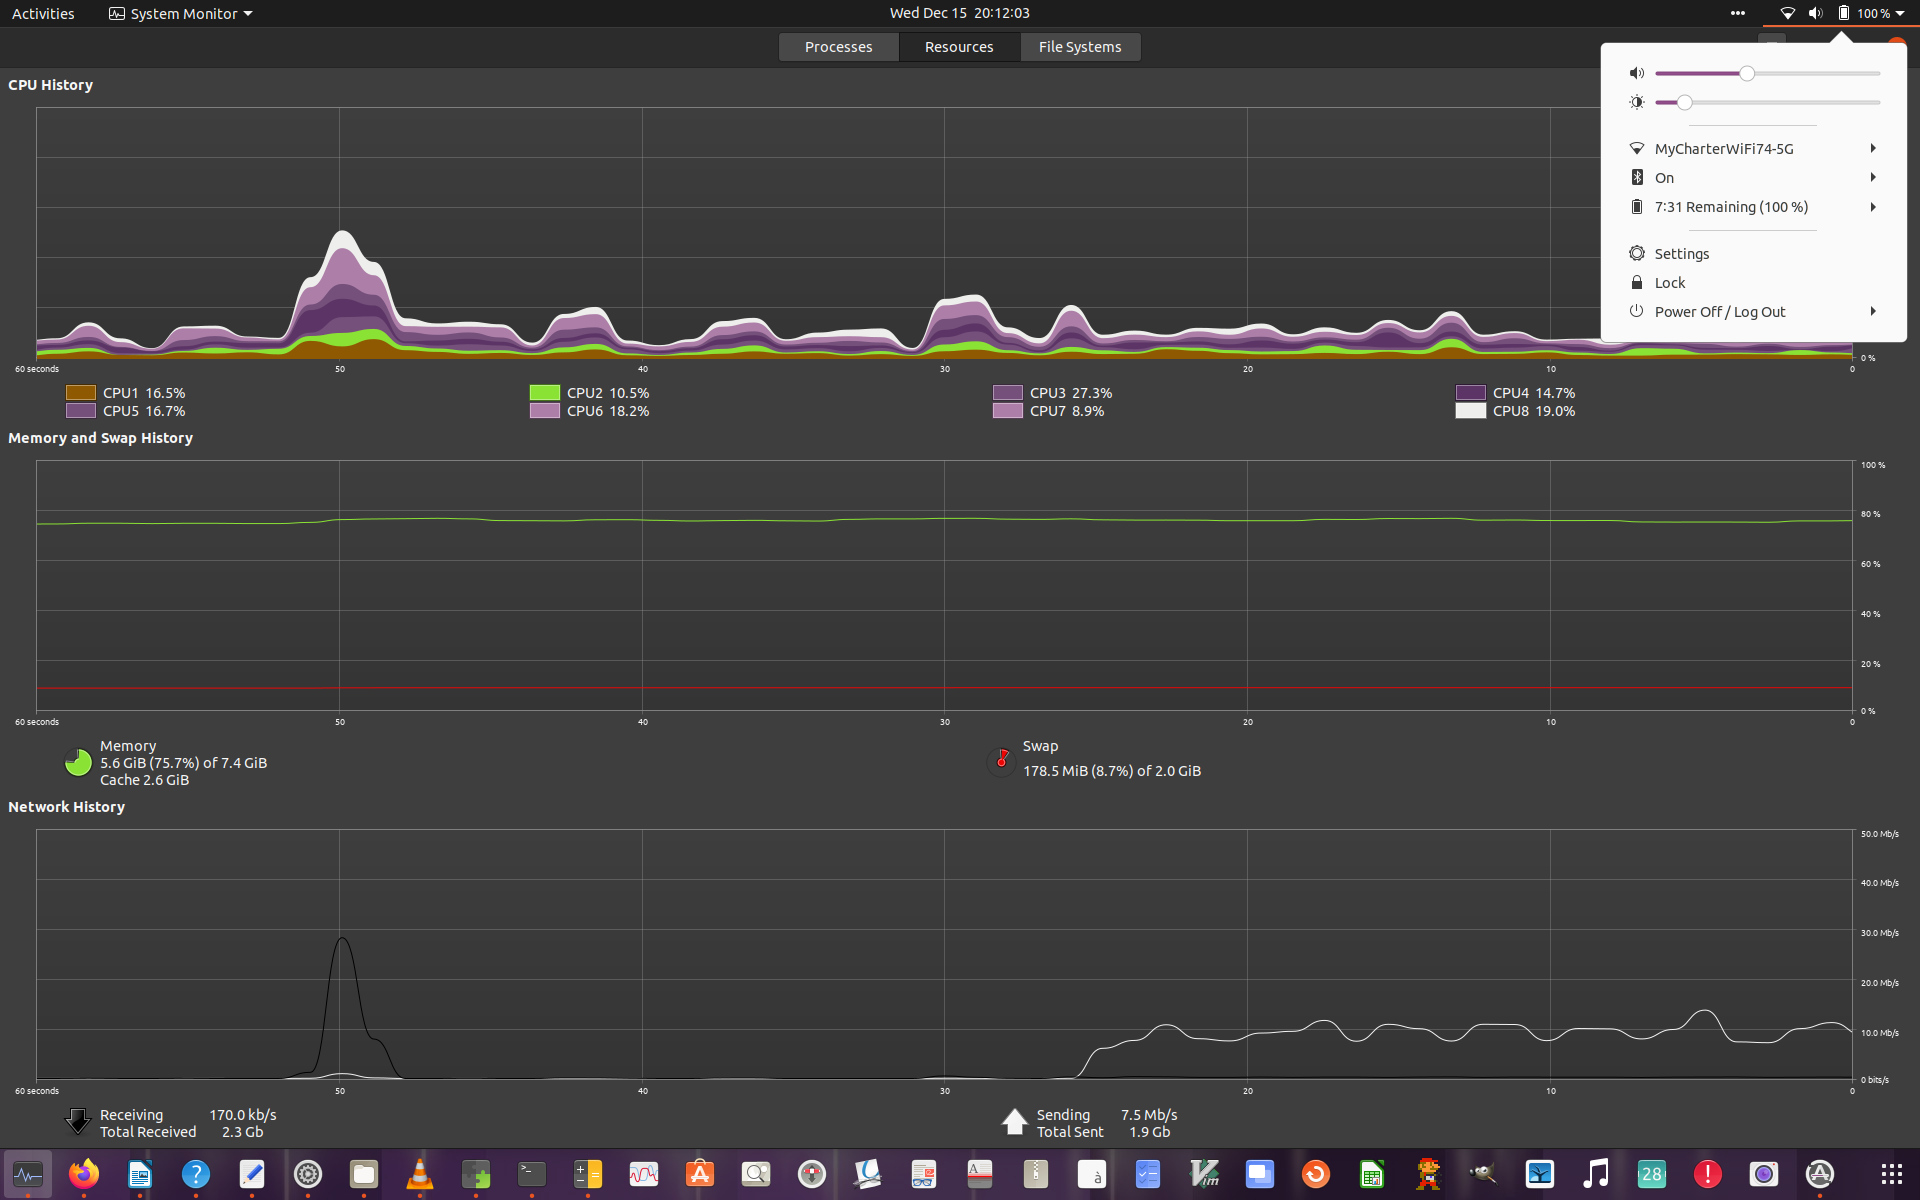 Activities
System Monitor
Wed Dec 15 20:12:03
100 %
Processes
Resources
File Systems
MyCharterWiFi74-5G
On
7:31 Remaining (100 %)
Settings
Lock
Power Off / Log Out
CPU History
0 %
60 seconds 50 40 30 20 10 0
CPU1 16.5% CPU2 10.5% CPU3 27.3% CPU4 14.7%
CPU5 16.7% CPU6 18.2% CPU7 8.9% CPU8 19.0%
Memory and Swap History
100 %
80 %
60 %
40 %
20 %
0 %
60 seconds 50 40 30 20 10 0
Memory
5.6 GiB (75.7%) of 7.4 GiB
Cache 2.6 GiB
Swap
178.5 MiB (8.7%) of 2.0 GiB
Network History
50.0 Mb/s
40.0 Mb/s
30.0 Mb/s
20.0 Mb/s
10.0 Mb/s
0 bits/s
60 seconds 50 40 30 20 10 0
Receiving 170.0 kb/s
Total Received 2.3 Gb
Sending 7.5 Mb/s
Total Sent 1.9 Gb
?
>_
A
à
Vim
28
!
A